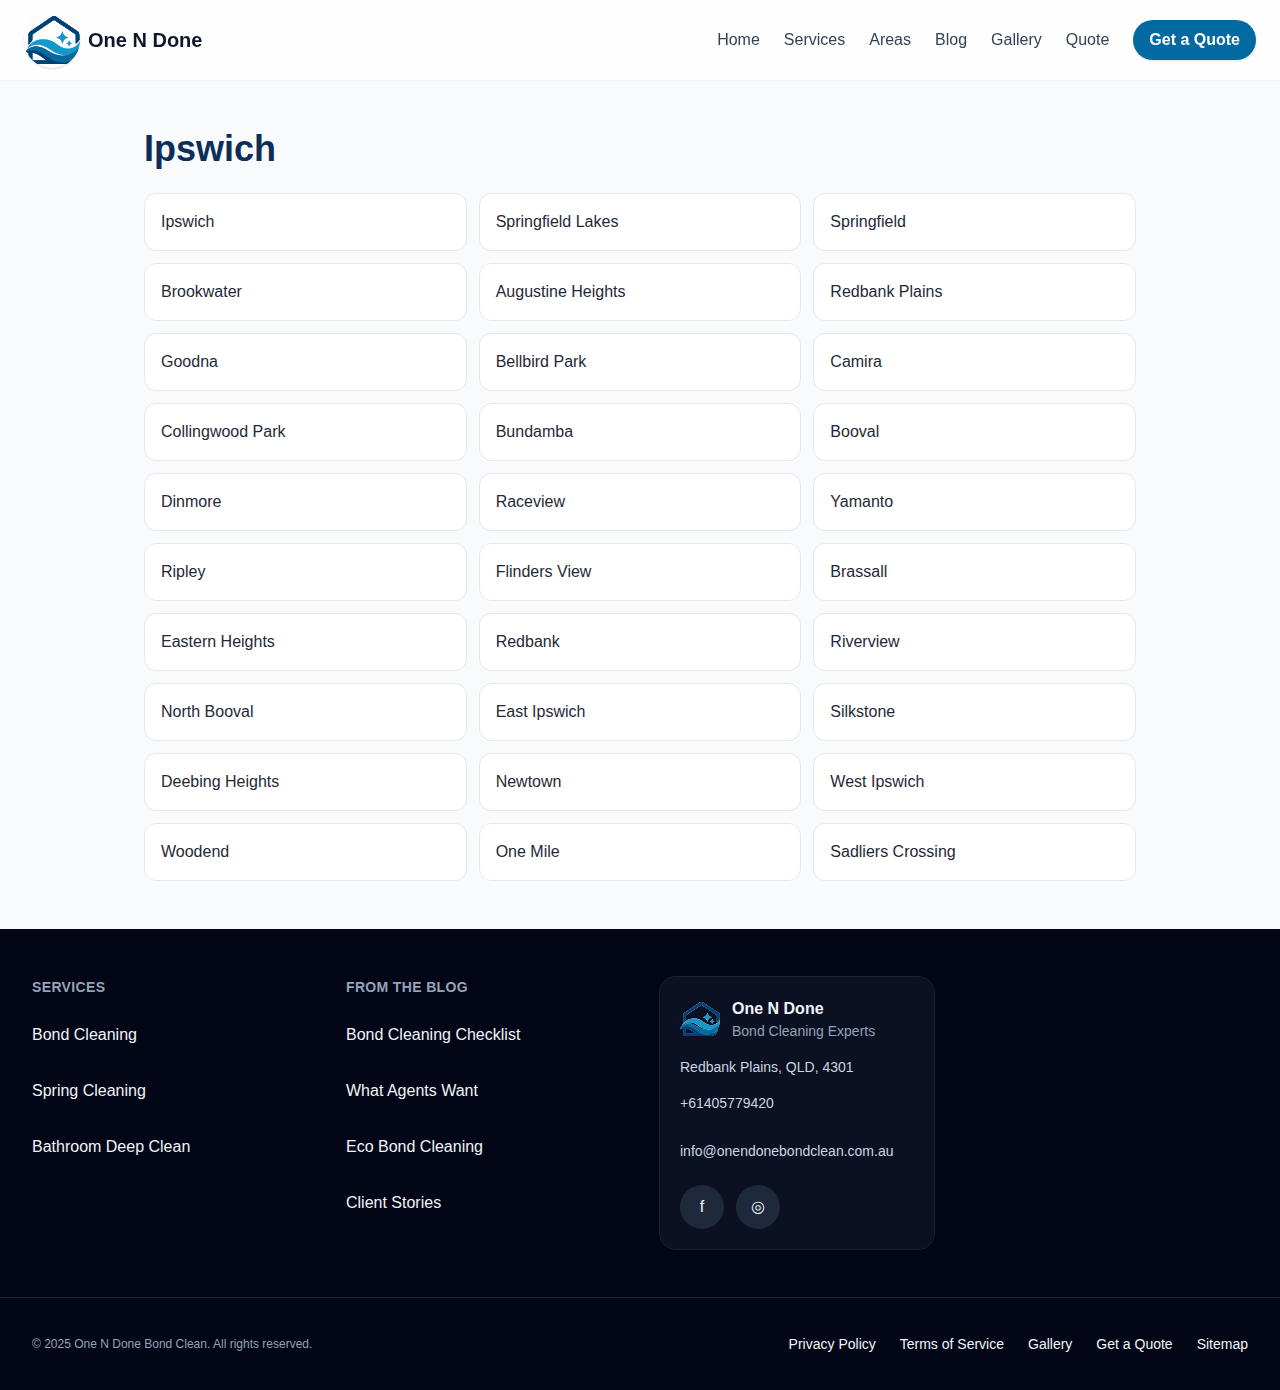 One N Done
Home Services Areas Blog Gallery Quote Get a Quote
Ipswich
Ipswich Springfield Lakes Springfield
Brookwater Augustine Heights Redbank Plains
Goodna Bellbird Park Camira
Collingwood Park Bundamba Booval
Dinmore Raceview Yamanto
Ripley Flinders View Brassall
Eastern Heights Redbank Riverview
North Booval East Ipswich Silkstone
Deebing Heights Newtown West Ipswich
Woodend One Mile Sadliers Crossing
SERVICES
Bond Cleaning
Spring Cleaning
Bathroom Deep Clean
FROM THE BLOG
Bond Cleaning Checklist
What Agents Want
Eco Bond Cleaning
Client Stories
One N Done
Bond Cleaning Experts
Redbank Plains, QLD, 4301
+61405779420
info@onendonebondclean.com.au
f
© 2025 One N Done Bond Clean. All rights reserved.
Privacy Policy Terms of Service Gallery Get a Quote Sitemap